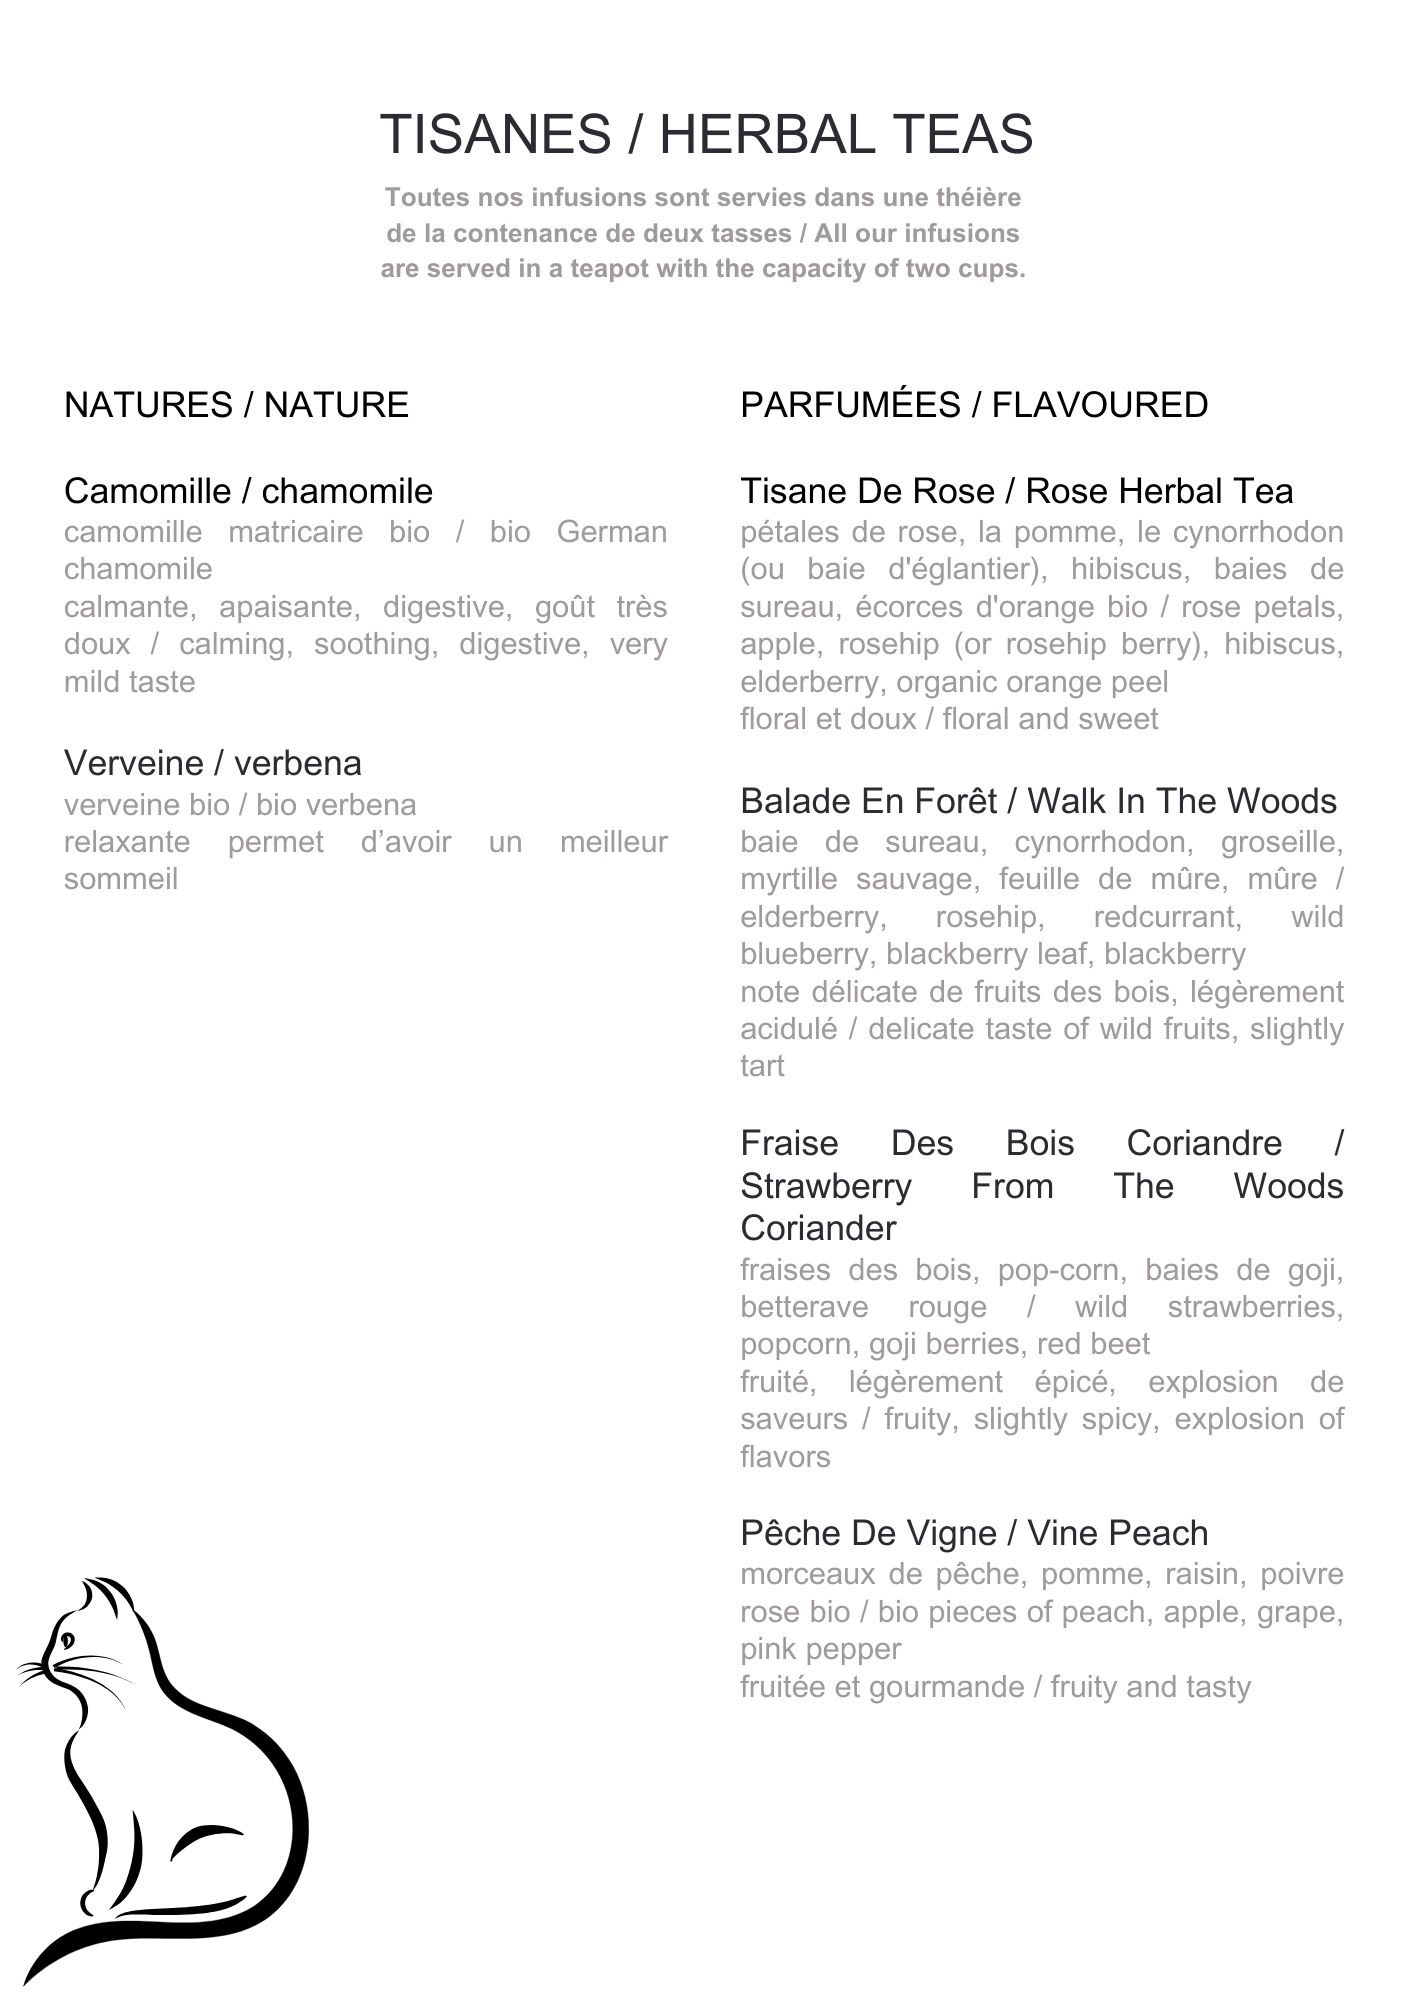 TISANES / HERBAL TEAS
Toutes nos infusions sont servies dans une théière
de la contenance de deux tasses / All our infusions
are served in a teapot with the capacity of two cups.
NATURES / NATURE
Camomille / chamomile
camomille matricaire bio / bio German
chamomile
calmante, apaisante, digestive, goût très
doux / calming, soothing, digestive, very
mild taste
Verveine / verbena
verveine bio / bio verbena
relaxante permet d’avoir un meilleur
sommeil
PARFUMÉES / FLAVOURED
Tisane De Rose / Rose Herbal Tea
pétales de rose, la pomme, le cynorrhodon
(ou baie d'églantier), hibiscus, baies de
sureau, écorces d'orange bio / rose petals,
apple, rosehip (or rosehip berry), hibiscus,
elderberry, organic orange peel
floral et doux / floral and sweet
Balade En Forêt / Walk In The Woods
baie de sureau, cynorrhodon, groseille,
myrtille sauvage, feuille de mûre, mûre /
elderberry, rosehip, redcurrant, wild
blueberry, blackberry leaf, blackberry
note délicate de fruits des bois, légèrement
acidulé / delicate taste of wild fruits, slightly
tart
Fraise Des Bois Coriandre /
Strawberry From The Woods
Coriander
fraises des bois, pop-corn, baies de goji,
betterave rouge / wild strawberries,
popcorn, goji berries, red beet
fruité, légèrement épicé, explosion de
saveurs / fruity, slightly spicy, explosion of
flavors
Pêche De Vigne / Vine Peach
morceaux de pêche, pomme, raisin, poivre
rose bio / bio pieces of peach, apple, grape,
pink pepper
fruitée et gourmande / fruity and tasty